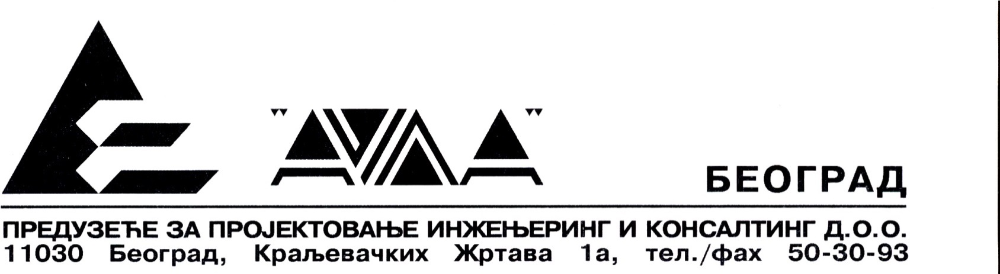 "АУЛА"
БЕОГРАД
ПРЕДУЗЕЋЕ ЗА ПРОЈЕКТОВАЊЕ ИНЖЕЊЕРИНГ И КОНСАЛТИНГ Д.О.О.
11030 Београд, Краљевачких Жртава 1а, тел./фах 50-30-93